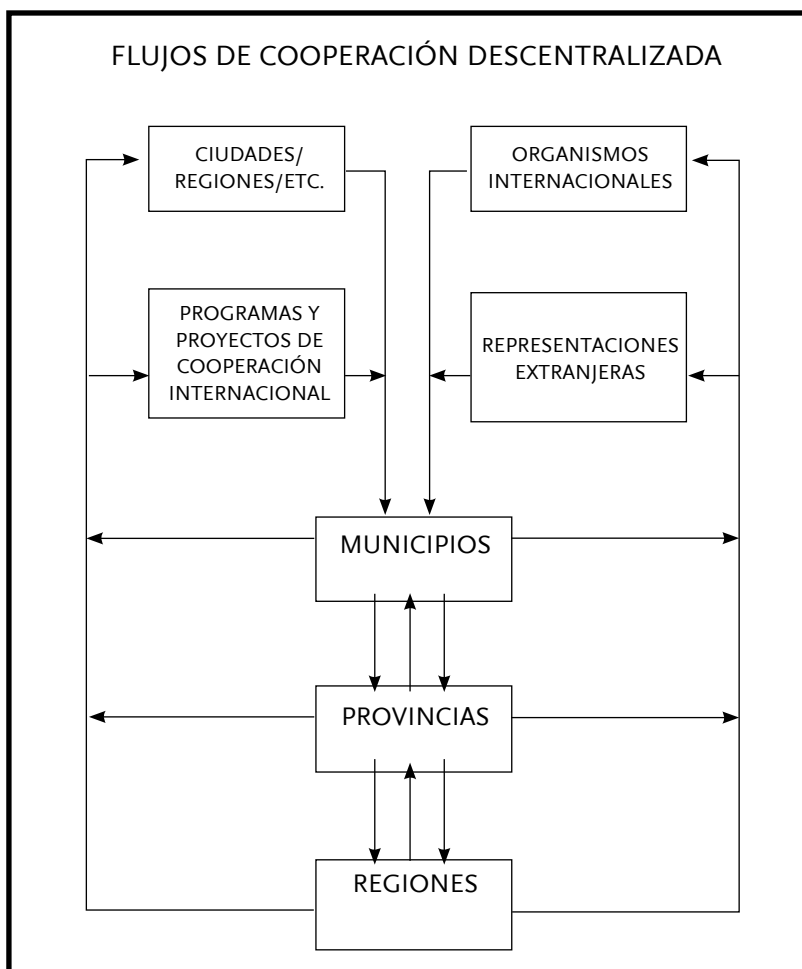 FLUJOS DE COOPERACIÓN DESCENTRALIZADA
CIUDADES/
REGIONES/ETC.
ORGANISMOS
INTERNACIONALES
PROGRAMAS Y
PROYECTOS DE
COOPERACIÓN
INTERNACIONAL
REPRESENTACIONES
EXTRANJERAS
MUNICIPIOS
PROVINCIAS
REGIONES